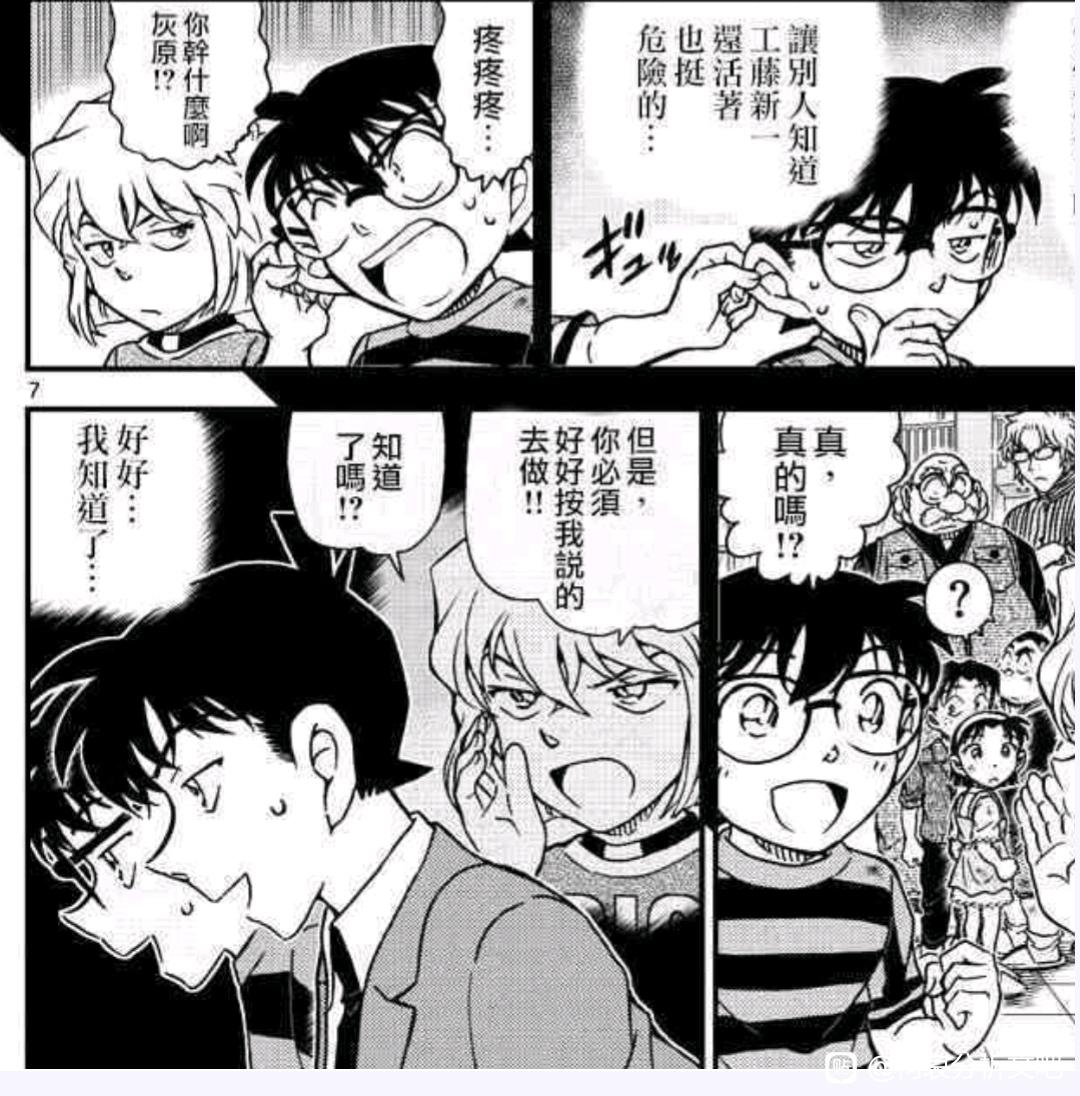 讓別人知道
工藤新一
還活著
也挺
危險的…
ギュッ
疼疼疼…
你幹什麼啊
灰原!?
7
真，
真的嗎!?
?
但是，
你必須
好好按我說的
去做!!
知道
了嗎!?
好好…
我知道了…